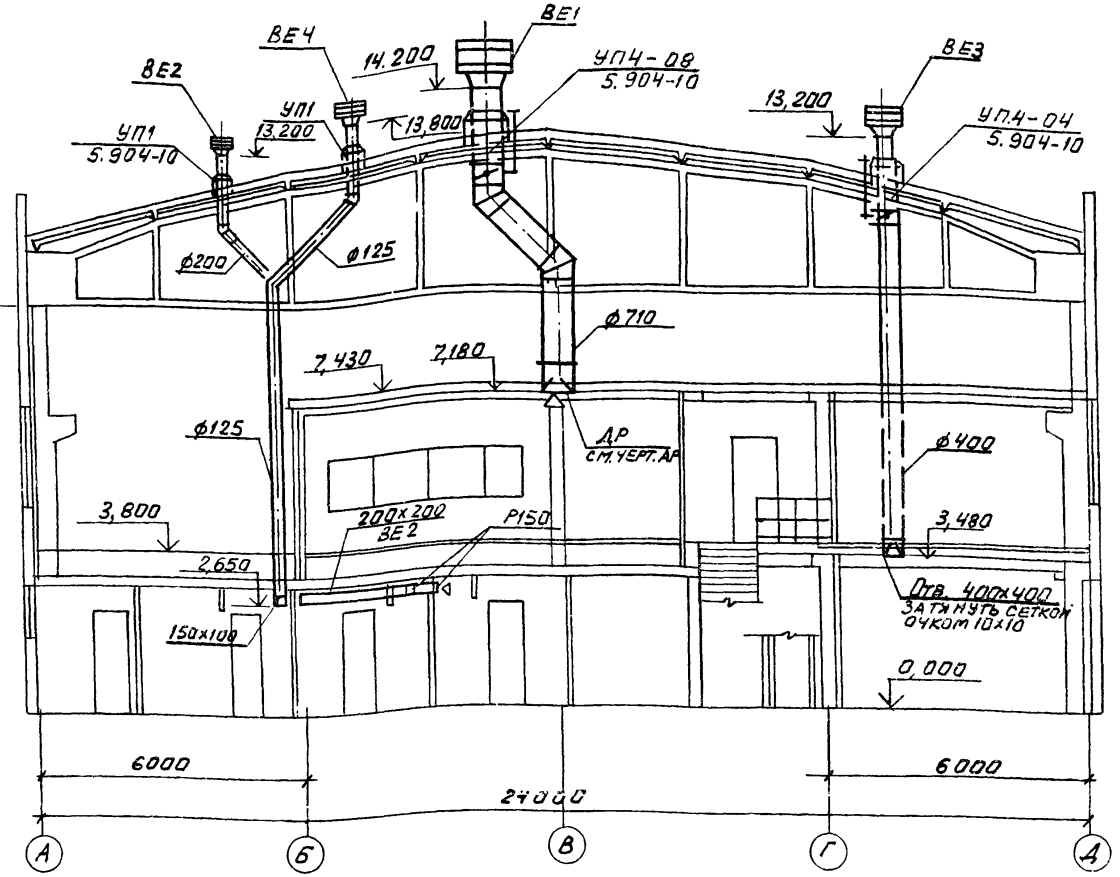 ВЕ1
ВЕ4
ВЕ2
14.200
УП4-08
5.904-10
ВЕ3
УП1
13,200
13,800
13,200
УП1
5.904-10
УП.4-04
5.904-10
ф200
ф125
ф710
7,430
7,180
ф125
ДР
СМ.ЧЕРТ.АР
ф400
3,800
200х200
ВЕ2
Р150
3,480
2,650
150х100
Отв. 400х400
ЗАТЯНУТЬ СЕТКОЙ
ОЧКОМ 10х10
0,000
6000
6000
24000
А
Б
В
Г
Д